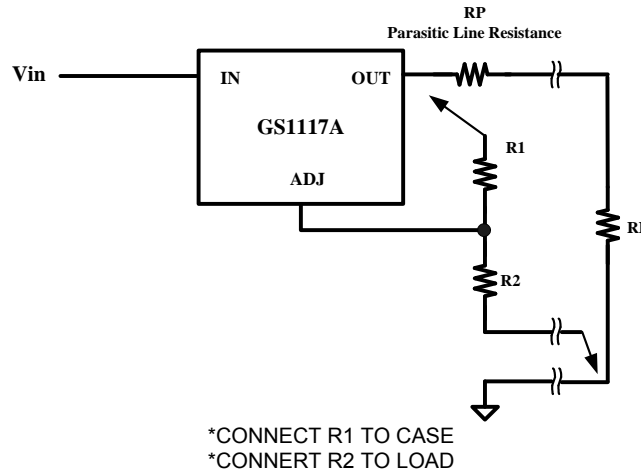 RP
Parasitic Line Resistance
Vin
IN
OUT
GS1117A
R1
ADJ
R2
*CONNECT R1 TO CASE
*CONNERT R2 TO LOAD